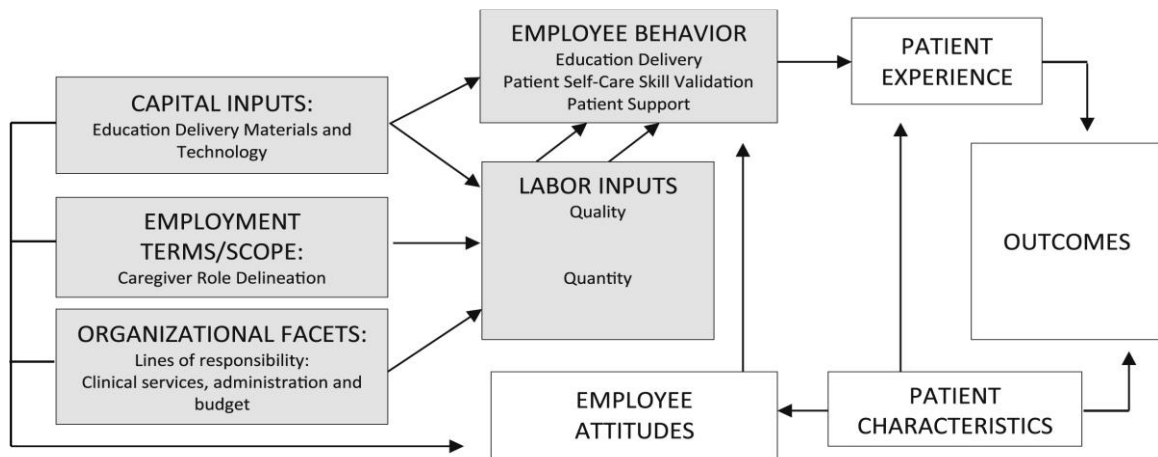 CAPITAL INPUTS:
Education Delivery Materials and
Technology
EMPLOYMENT
TERMS/SCOPE:
Caregiver Role Delineation
ORGANIZATIONAL FACETS:
Lines of responsibility:
Clinical services, administration and
budget
EMPLOYEE BEHAVIOR
Education Delivery
Patient Self-Care Skill Validation
Patient Support
LABOR INPUTS
Quality
Quantity
EMPLOYEE
ATTITUDES
PATIENT
EXPERIENCE
PATIENT
CHARACTERISTICS
OUTCOMES